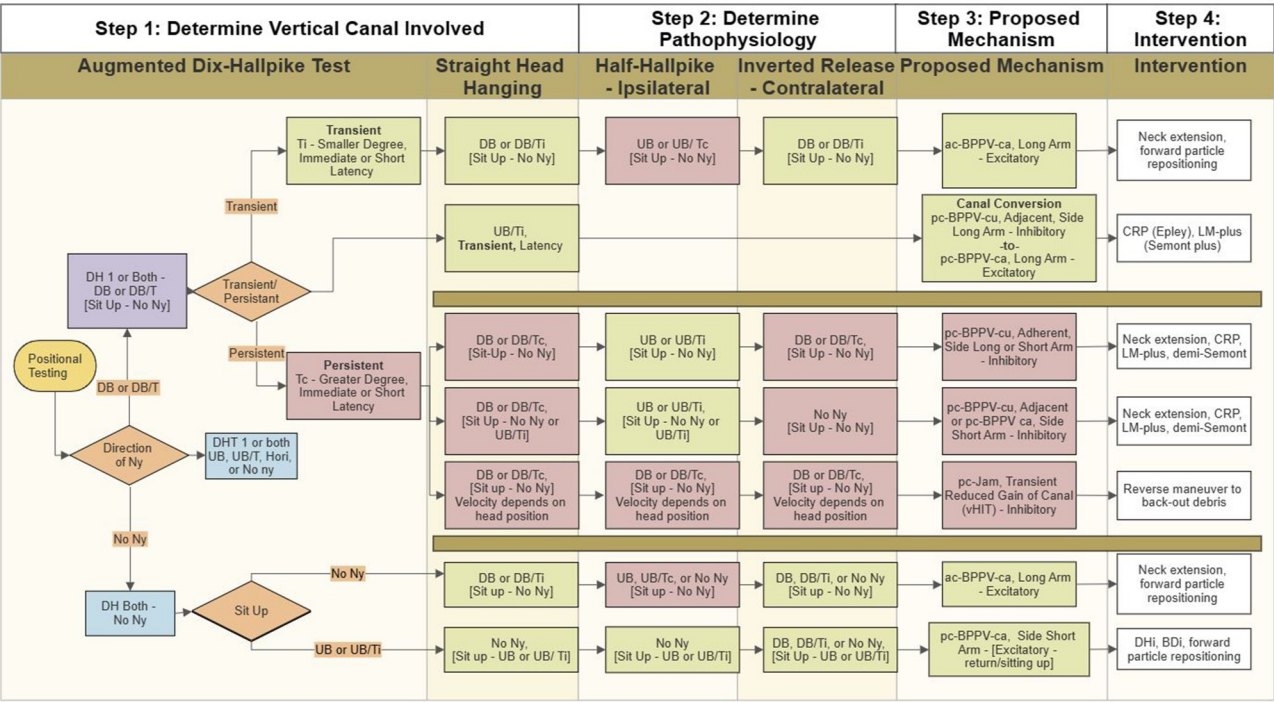 Step 1: Determine Vertical Canal Involved
Step 2: Determine
Pathophysiology
Step 3: Proposed
Mechanism
Step 4:
Intervention
Augmented Dix-Hallpike Test
Straight Head
Hanging
Half-Hallpike
- Ipsilateral
Inverted Release
- Contralateral
Proposed Mechanism
Intervention
Transient
Ti - Smaller Degree,
Immediate or Short
Latency
DB or DB/Ti
[Sit Up - No Ny]
UB or UB/ Tc
[Sit Up - No Ny]
DB or DB/Ti
[Sit Up - No Ny]
ac-BPPV-ca, Long Arm
- Excitatory
Neck extension,
forward particle
repositioning
Transient
UB/Ti,
Transient, Latency
Canal Conversion
pc-BPPV-cu, Adjacent, Side
Long Arm - Inhibitory
-to-
pc-BPPV-ca, Long Arm -
Excitatory
CRP (Epley), LM-plus
(Semont plus)
DH 1 or Both -
DB or DB/T
[Sit Up - No Ny]
Transient/
Persistant
Persistent
Persistent
Tc - Greater Degree,
Immediate or Short
Latency
DB or DB/Tc,
[Sit-Up - No Ny]
UB or UB/Ti
[Sit Up - No Ny]
DB or DB/Tc,
[Sit Up - No Ny]
pc-BPPV-cu, Adherent,
Side Long or Short Arm -
Inhibitory
Neck extension, CRP,
LM-plus, demi-Semont
Positional
Testing
DB or DB/T
DB or DB/Tc,
[Sit Up - No Ny or
UB/Ti]
UB or UB/Ti,
[Sit Up - No Ny or
UB/Ti]
No Ny
[Sit Up - No Ny]
pc-BPPV-cu, Adjacent
or pc-BPPV ca, Side
Short Arm - Inhibitory
Neck extension, CRP,
LM-plus, demi-Semont
Direction
of Ny
DHT 1 or both
UB, UB/T, Hori,
or No ny
DB or DB/Tc,
[Sit up - No Ny]
Velocity depends on
head position
DB or DB/Tc,
[Sit up - No Ny]
Velocity depends on
head position
DB or DB/Tc,
[Sit up - No Ny]
Velocity depends on
head position
pc-Jam, Transient
Reduced Gain of Canal
(vHIT) - Inhibitory
Reverse maneuver to
back-out debris
No Ny
DH Both -
No Ny
Sit Up
No Ny
DB or DB/Ti
[Sit up - No Ny]
UB, UB/Tc, or No Ny
[Sit up - No Ny]
DB, DB/Ti, or No Ny
[Sit up - No Ny]
ac-BPPV-ca, Long Arm
- Excitatory
Neck extension,
forward particle
repositioning
UB or UB/Ti
No Ny,
[Sit up - UB or UB/ Ti]
No Ny
[Sit Up - UB or UB/Ti]
DB, DB/Ti, or No Ny,
[Sit Up - UB or UB/Ti]
pc-BPPV-ca, Side Short
Arm - [Excitatory -
return/sitting up]
DHi, BDi, forward
particle repositioning